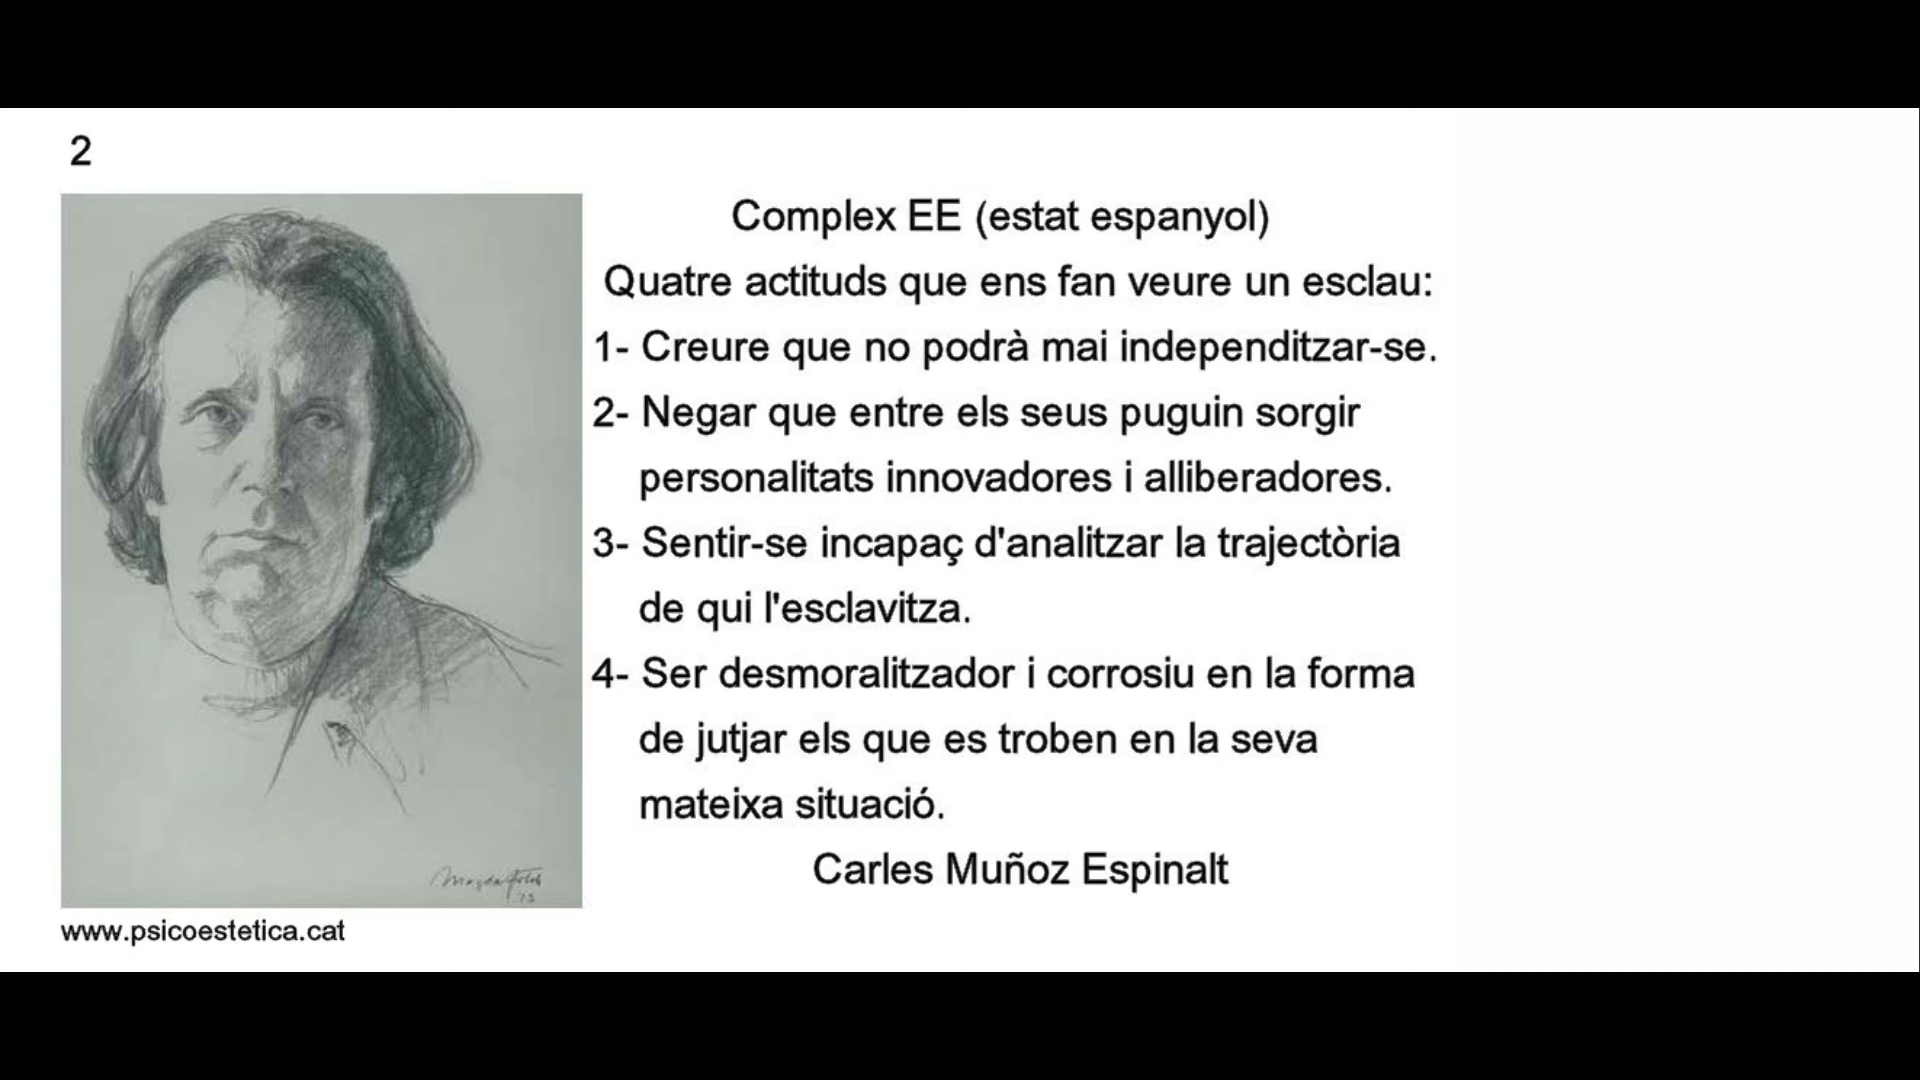 2
Complex EE (estat espanyol)
Quatre actituds que ens fan veure un esclau:
1- Creure que no podrà mai independitzar-se.
2- Negar que entre els seus puguin sorgir
personalitats innovadores i alliberadores.
3- Sentir-se incapaç d'analitzar la trajectòria
de qui l'esclavitza.
4- Ser desmoralitzador i corrosiu en la forma
de jutjar els que es troben en la seva
mateixa situació.
Carles Muñoz Espinalt
www.psicoestetica.cat